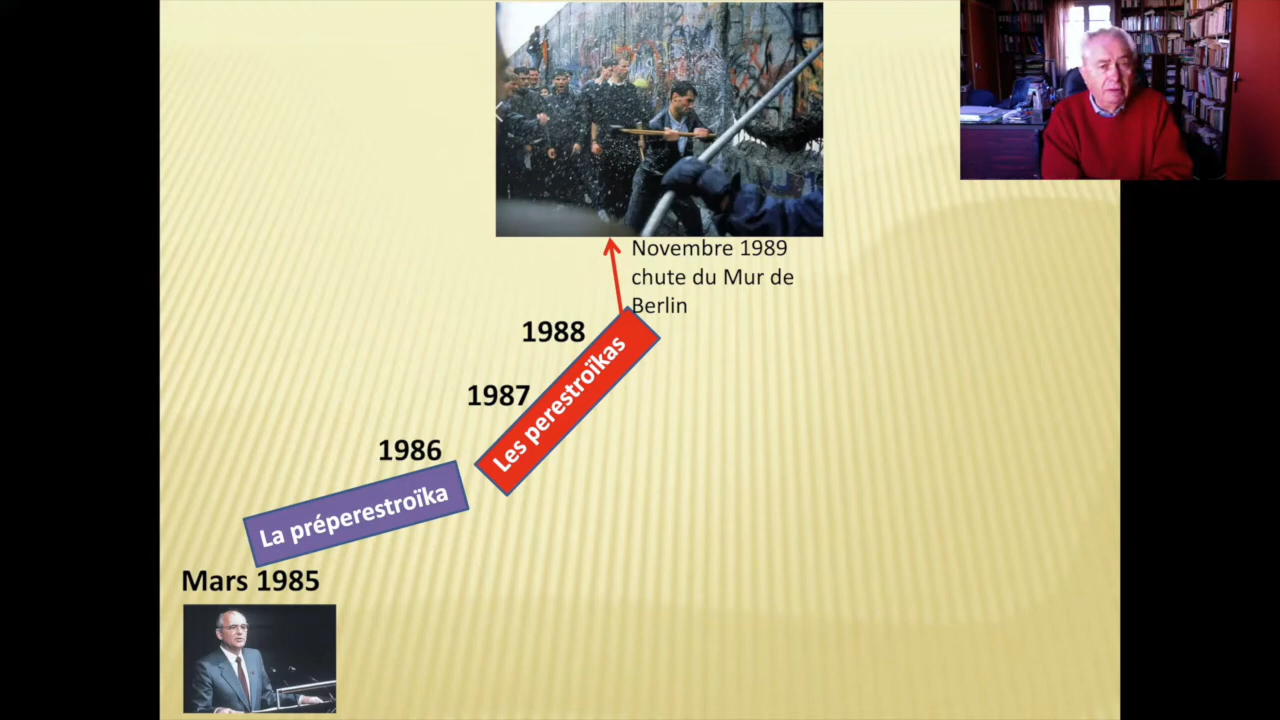 Novembre 1989
chute du Mur de
Berlin
1988
Les perestroïkas
1987
1986
La préperestroïka
Mars 1985